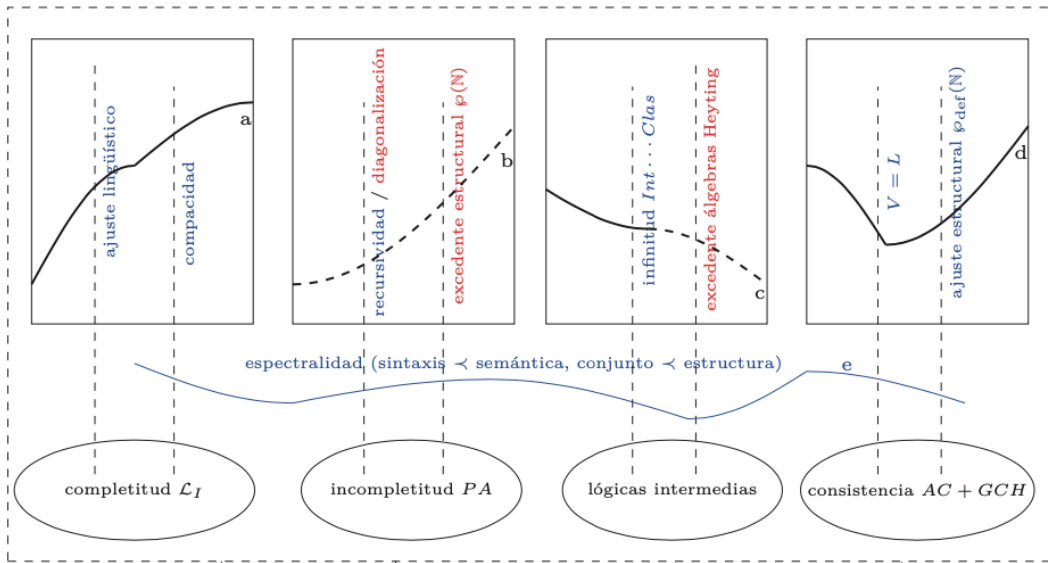 ajuste lingüístico
compacidad
a
recursividad / diagonalización
excedente estructural ℘(ℕ)
b
infinitud Int · · · Clas
excedente álgebras Heyting
c
V = L
ajuste estructural ℘def(ℕ)
d
espectralidad (sintaxis ≺ semántica, conjunto ≺ estructura)
e
completitud ℒI
incompletitud PA
lógicas intermedias
consistencia AC + GCH